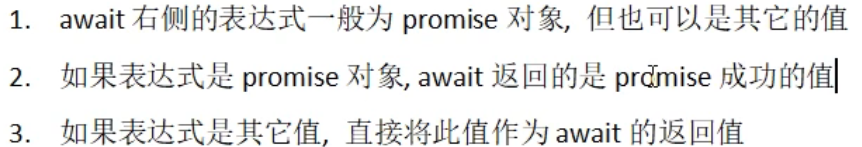 1. await 右侧的表达式一般为 promise 对象, 但也可以是其它的值
2. 如果表达式是 promise 对象, await 返回的是 promise 成功的值
3. 如果表达式是其它值, 直接将此值作为 await 的返回值